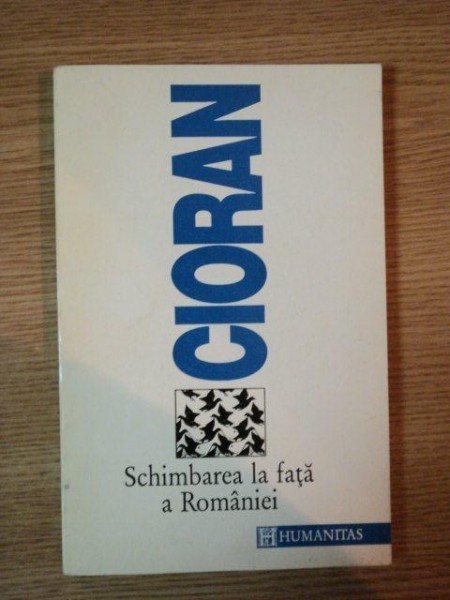 CIORAN
Schimbarea la faţă
a României
HUMANITAS